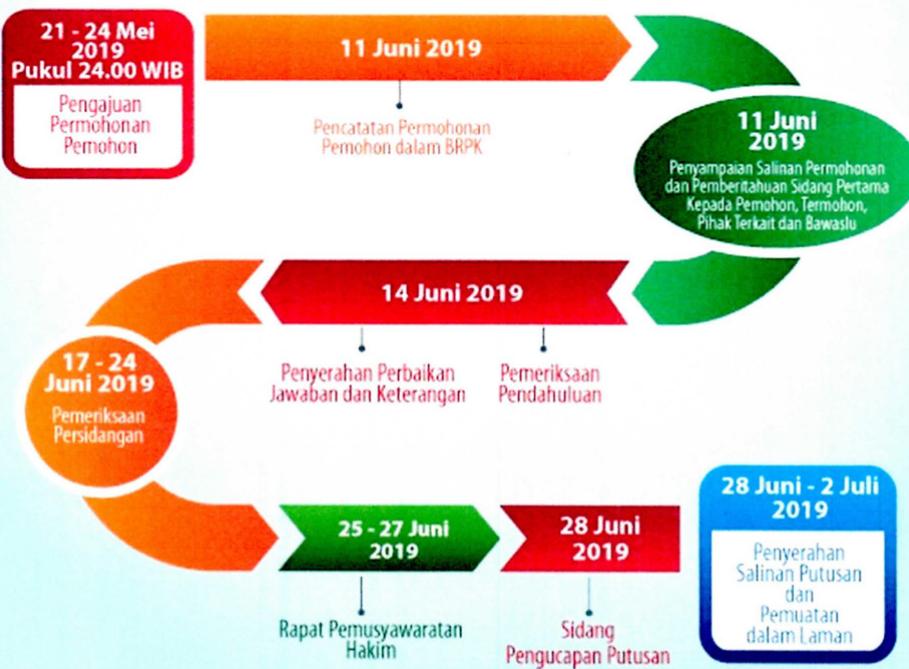 21 - 24 Mei
2019
Pukul 24.00 WIB
Pengajuan
Permohonan
Pemohon
11 Juni 2019
Pencatatan Permohonan
Pemohon dalam BRPK
11 Juni
2019
Penyampaian Salinan Permohonan
dan Pemberitahuan Sidang Pertama
Kepada Pemohon, Termohon,
Pihak Terkait dan Bawaslu
14 Juni 2019
Penyerahan Perbaikan
Jawaban dan Keterangan
Pemeriksaan
Pendahuluan
17 - 24
Juni 2019
Pemeriksaan
Persidangan
25 - 27 Juni
2019
Rapat Pemusyawaratan
Hakim
28 Juni
2019
Sidang
Pengucapan Putusan
28 Juni - 2 Juli
2019
Penyerahan
Salinan Putusan
dan
Pemuatan
dalam Laman